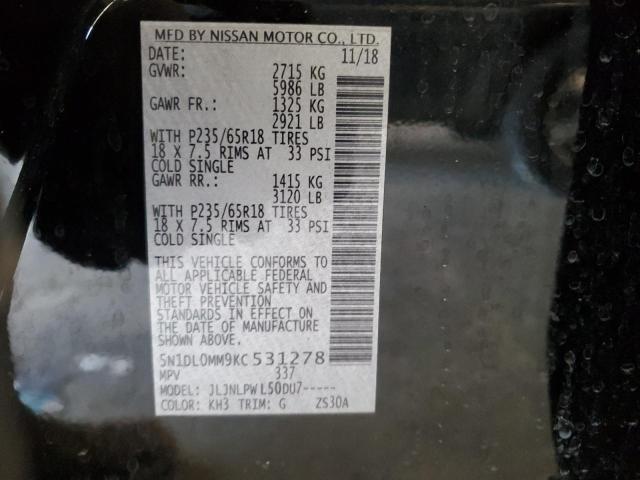 MFD BY NISSAN MOTOR CO., LTD.
DATE: 11/18
GVWR: 2715 KG
5986 LB
GAWR FR.: 1325 KG
2921 LB
WITH P235/65R18 TIRES
18 X 7.5 RIMS AT 33 PSI
COLD SINGLE
GAWR RR.: 1415 KG
3120 LB
WITH P235/65R18 TIRES
18 X 7.5 RIMS AT 33 PSI
COLD SINGLE
THIS VEHICLE CONFORMS TO
ALL APPLICABLE FEDERAL
MOTOR VEHICLE SAFETY AND
THEFT PREVENTION
STANDARDS IN EFFECT ON
THE DATE OF MANUFACTURE
SHOWN ABOVE.
5N1DL0MM9KC531278
MPV 337
MODEL: JLJNLPWL50DU7-----
COLOR: KH3 TRIM: G ZS30A